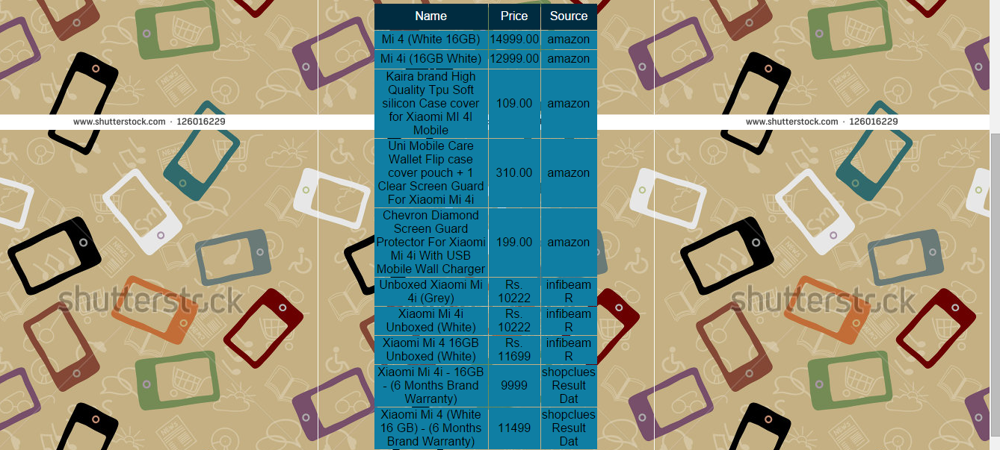 Name Price Source
Mi 4 (White 16GB) 14999.00 amazon
Mi 4i (16GB White) 12999.00 amazon
Kaira brand High
Quality Tpu Soft
silicon Case cover 109.00 amazon
for Xiaomi MI 4I
Mobile
Uni Mobile Care
Wallet Flip case
cover pouch + 1 310.00 amazon
Clear Screen Guard
For Xiaomi Mi 4i
Chevron Diamond
Screen Guard
Protector For Xiaomi 199.00 amazon
Mi 4i With USB
Mobile Wall Charger
Unboxed Xiaomi Mi Rs. infibeam
4i (Grey) 10222 R
Xiaomi Mi 4i Rs. infibeam
Unboxed (White) 10222 R
Xiaomi Mi 4 16GB Rs. infibeam
Unboxed (White) 11699 R
Xiaomi Mi 4i - 16GB shopclues
- (6 Months Brand 9999 Result
Warranty) Dat
Xiaomi Mi 4 (White shopclues
16 GB) - (6 Months 11499 Result
Brand Warranty) Dat
www.shutterstock.com · 126016229
www.shutterstock.com · 126016229
shutterstock
shutterstock
NEWS
NEWS
NEWS
NEWS
Sm
Sm